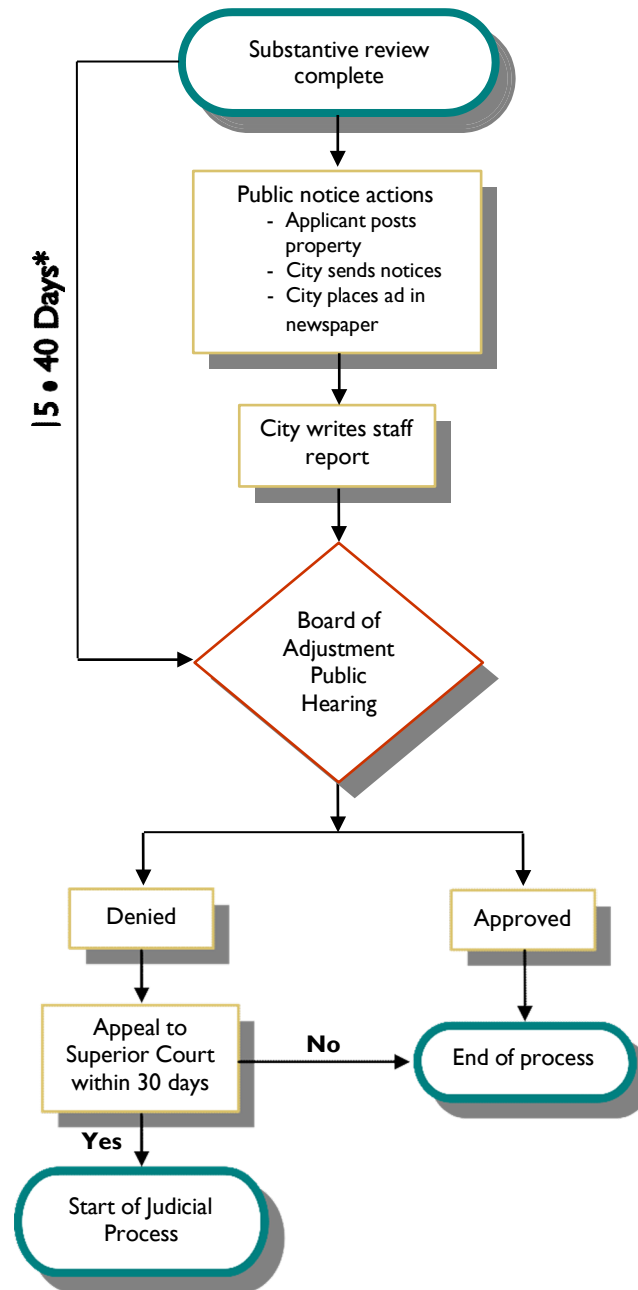 Substantive review
complete
Public notice actions
- Applicant posts
property
- City sends notices
- City places ad in
newspaper
|5 • 40 Days*
City writes staff
report
Board of
Adjustment
Public
Hearing
Denied
Approved
Appeal to
Superior Court
within 30 days
No
End of process
Yes
Start of Judicial
Process